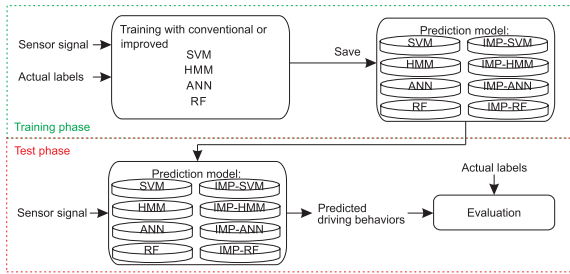 Training with conventional or
improved
SVM
HMM
ANN
RF
Sensor signal
Actual labels
Save
Prediction model:
SVM
IMP-SVM
HMM
IMP-HMM
ANN
IMP-ANN
RF
IMP-RF
Training phase
Test phase
Prediction model:
SVM
IMP-SVM
HMM
IMP-HMM
ANN
IMP-ANN
RF
IMP-RF
Sensor signal
Predicted
driving behaviors
Actual labels
Evaluation